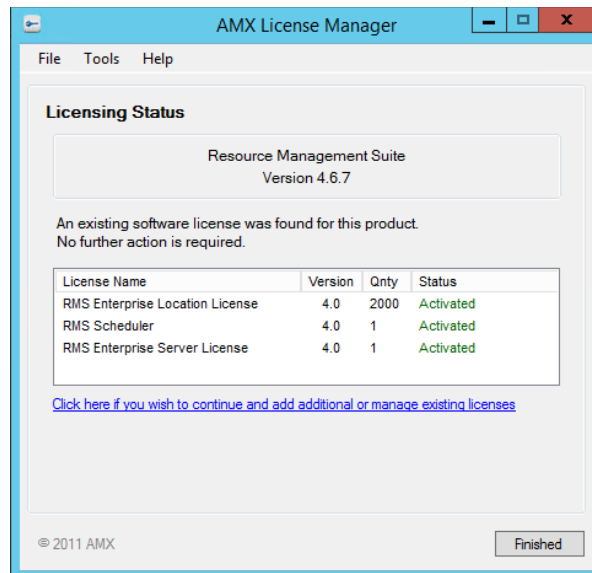 AMX License Manager
File Tools Help
Licensing Status
Resource Management Suite
Version 4.6.7
An existing software license was found for this product.
No further action is required.
License Name Version Qnty Status
RMS Enterprise Location License 4.0 2000 Activated
RMS Scheduler 4.0 1 Activated
RMS Enterprise Server License 4.0 1 Activated
Click here if you wish to continue and add additional or manage existing licenses
© 2011 AMX
Finished